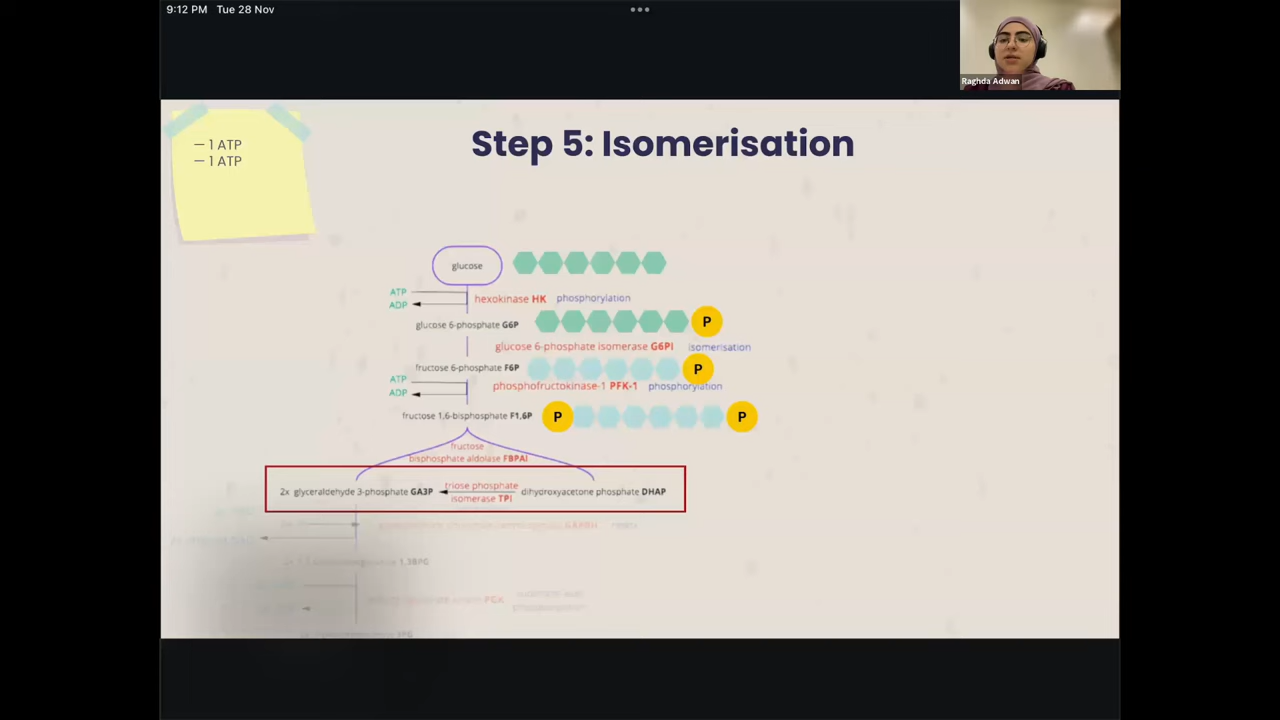 9:12 PM Tue 28 Nov
Raghda Adwan
— 1 ATP
— 1 ATP
Step 5: Isomerisation
glucose
ATP
ADP
hexokinase HK phosphorylation
glucose 6-phosphate G6P
P
glucose 6-phosphate isomerase G6PI isomerisation
fructose 6-phosphate F6P
P
ATP
ADP
phosphofructokinase-1 PFK-1 phosphorylation
fructose 1,6-bisphosphate F1,6P
P
P
fructose
bisphosphate aldolase FBPAI
2x glyceraldehyde 3-phosphate GA3P
triose phosphate
isomerase TPI
dihydroxyacetone phosphate DHAP
1,3BPG